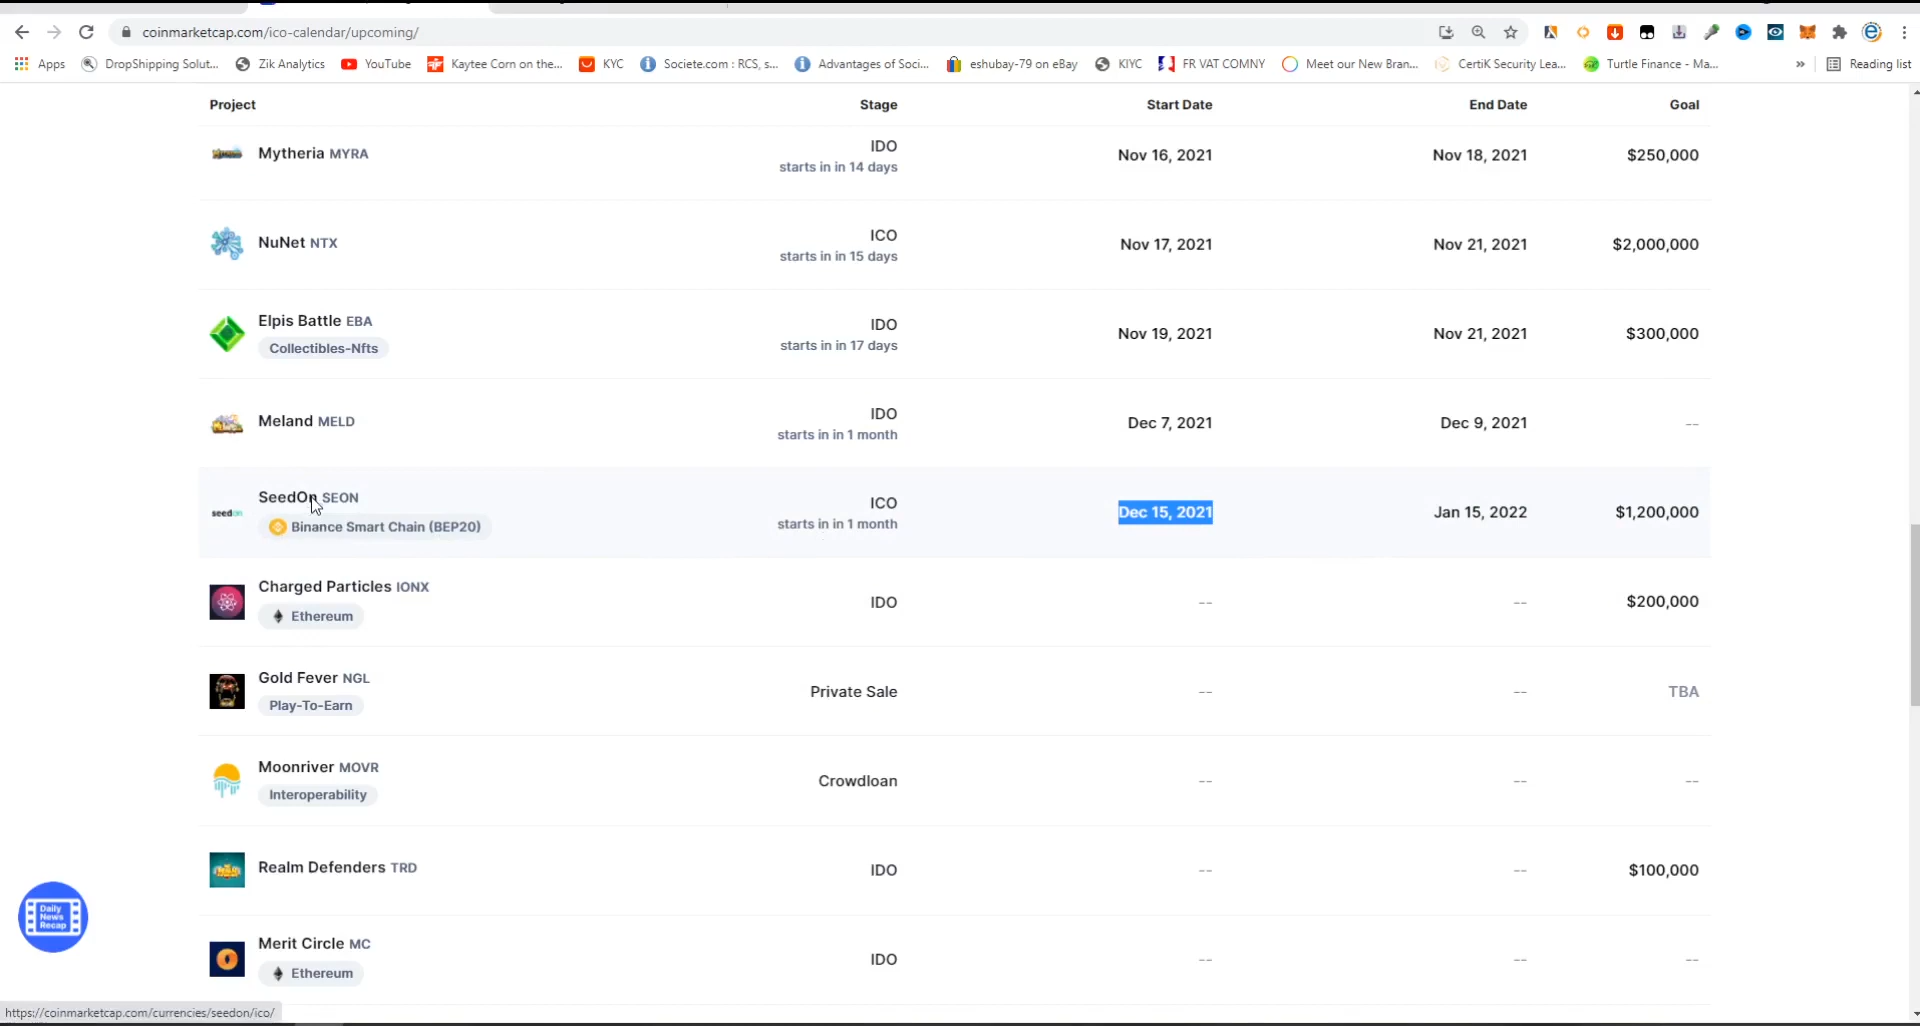 coinmarketcap.com/ico-calendar/upcoming/
Apps DropShipping Solut... Zik Analytics YouTube Kaytee Corn on the... KYC Societe.com : RCS, s... Advantages of Soci... eshubay-79 on eBay KIYC FR VAT COMNY Meet our New Bran... CertiK Security Lea... Turtle Finance - Ma... » Reading list
Project Stage Start Date End Date Goal
Mytheria MYRA IDO Nov 16, 2021 Nov 18, 2021 $250,000
starts in in 14 days
NuNet NTX ICO Nov 17, 2021 Nov 21, 2021 $2,000,000
starts in in 15 days
Elpis Battle EBA IDO Nov 19, 2021 Nov 21, 2021 $300,000
Collectibles-Nfts starts in in 17 days
Meland MELD IDO Dec 7, 2021 Dec 9, 2021 --
starts in in 1 month
SeedOn SEON ICO Dec 15, 2021 Jan 15, 2022 $1,200,000
seedon
Binance Smart Chain (BEP20) starts in in 1 month
Charged Particles IONX IDO -- -- $200,000
Ethereum
Gold Fever NGL Private Sale -- -- TBA
Play-To-Earn
Moonriver MOVR Crowdloan -- -- --
Interoperability
Realm Defenders TRD IDO -- -- $100,000
Merit Circle MC IDO -- -- --
Ethereum
Daily
News
Recap
https://coinmarketcap.com/currencies/seedon/ico/